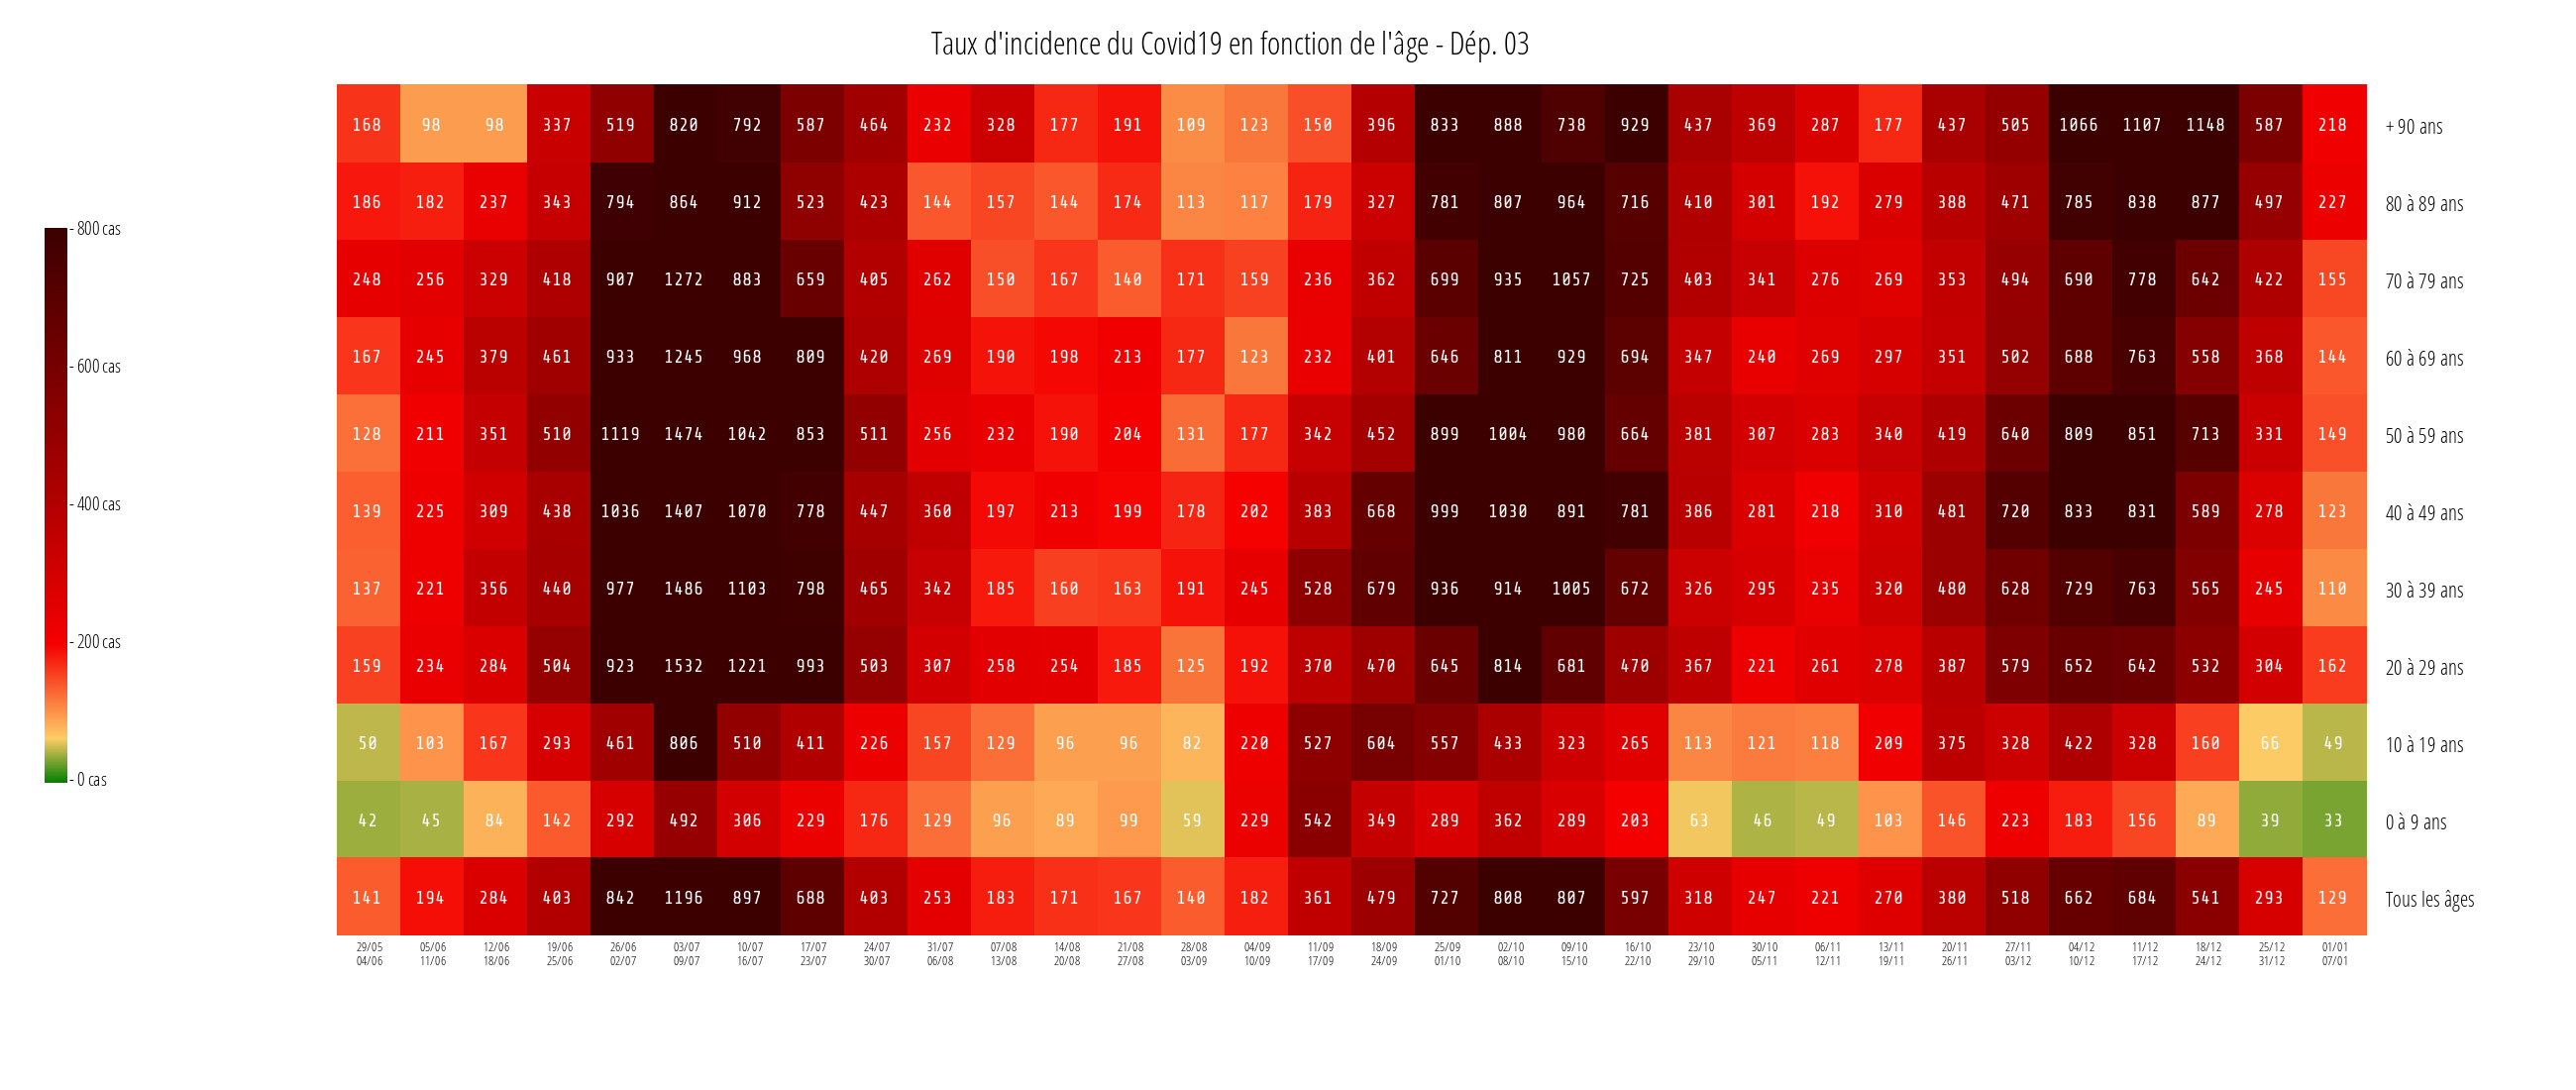 Taux d'incidence du Covid19 en fonction de l'âge - Dép. 03
168 98 98 337 519 820 792 587 464 232 328 177 191 109 123 150 396 833 888 738 929 437 369 287 177 437 505 1066 1107 1148 587 218 + 90 ans
186 182 237 343 794 864 912 523 423 144 157 144 174 113 117 179 327 781 807 964 716 410 301 192 279 388 471 785 838 877 497 227 80 à 89 ans
- 800 cas
248 256 329 418 907 1272 883 659 405 262 150 167 140 171 159 236 362 699 935 1057 725 403 341 276 269 353 494 690 778 642 422 155 70 à 79 ans
167 245 379 461 933 1245 968 809 420 269 190 198 213 177 123 232 401 646 811 929 694 347 240 269 297 351 502 688 763 558 368 144 60 à 69 ans
- 600 cas
128 211 351 510 1119 1474 1042 853 511 256 232 190 204 131 177 342 452 899 1004 980 664 381 307 283 340 419 640 809 851 713 331 149 50 à 59 ans
- 400 cas
139 225 309 438 1036 1407 1070 778 447 360 197 213 199 178 202 383 668 999 1030 891 781 386 281 218 310 481 720 833 831 589 278 123 40 à 49 ans
137 221 356 440 977 1486 1103 798 465 342 185 160 163 191 245 528 679 936 914 1005 672 326 295 235 320 480 628 729 763 565 245 110 30 à 39 ans
- 200 cas
159 234 284 504 923 1532 1221 993 503 307 258 254 185 125 192 370 470 645 814 681 470 367 221 261 278 387 579 652 642 532 304 162 20 à 29 ans
50 103 167 293 461 806 510 411 226 157 129 96 96 82 220 527 604 557 433 323 265 113 121 118 209 375 328 422 328 160 66 49 10 à 19 ans
- 0 cas
42 45 84 142 292 492 306 229 176 129 96 89 99 59 229 542 349 289 362 289 203 63 46 49 103 146 223 183 156 89 39 33 0 à 9 ans
141 194 284 403 842 1196 897 688 403 253 183 171 167 140 182 361 479 727 808 807 597 318 247 221 270 380 518 662 684 541 293 129 Tous les âges
29/05 05/06 12/06 19/06 26/06 03/07 10/07 17/07 24/07 31/07 07/08 14/08 21/08 28/08 04/09 11/09 18/09 25/09 02/10 09/10 16/10 23/10 30/10 06/11 13/11 20/11 27/11 04/12 11/12 18/12 25/12 01/01
04/06 11/06 18/06 25/06 02/07 09/07 16/07 23/07 30/07 06/08 13/08 20/08 27/08 03/09 10/09 17/09 24/09 01/10 08/10 15/10 22/10 29/10 05/11 12/11 19/11 26/11 03/12 10/12 17/12 24/12 31/12 07/01